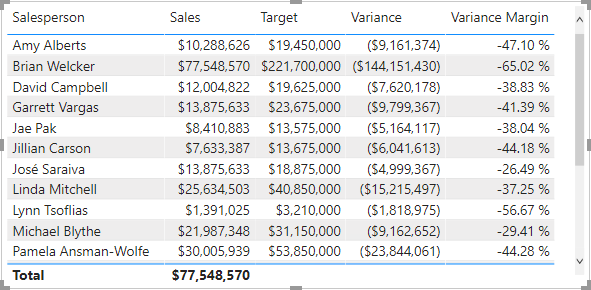 Salesperson Sales Target Variance Variance Margin
Amy Alberts $10,288,626 $19,450,000 ($9,161,374) -47.10 %
Brian Welcker $77,548,570 $221,700,000 ($144,151,430) -65.02 %
David Campbell $12,004,822 $19,625,000 ($7,620,178) -38.83 %
Garrett Vargas $13,875,633 $23,675,000 ($9,799,367) -41.39 %
Jae Pak $8,410,883 $13,575,000 ($5,164,117) -38.04 %
Jillian Carson $7,633,387 $13,675,000 ($6,041,613) -44.18 %
José Saraiva $13,875,633 $18,875,000 ($4,999,367) -26.49 %
Linda Mitchell $25,634,503 $40,850,000 ($15,215,497) -37.25 %
Lynn Tsoflias $1,391,025 $3,210,000 ($1,818,975) -56.67 %
Michael Blythe $21,987,348 $31,150,000 ($9,162,652) -29.41 %
Pamela Ansman-Wolfe $30,005,939 $53,850,000 ($23,844,061) -44.28 %
Total $77,548,570